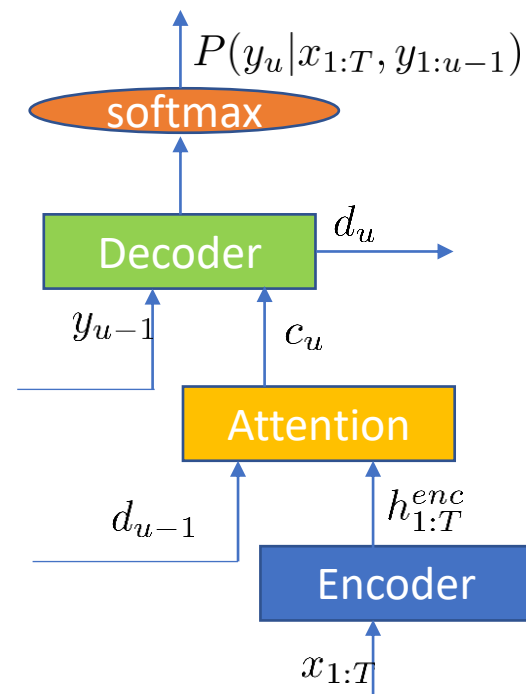 P(y_u|x_{1:T}, y_{1:u-1})
softmax
Decoder
d_u
y_{u-1}
c_u
Attention
d_{u-1}
h_{1:T}^{enc}
Encoder
x_{1:T}